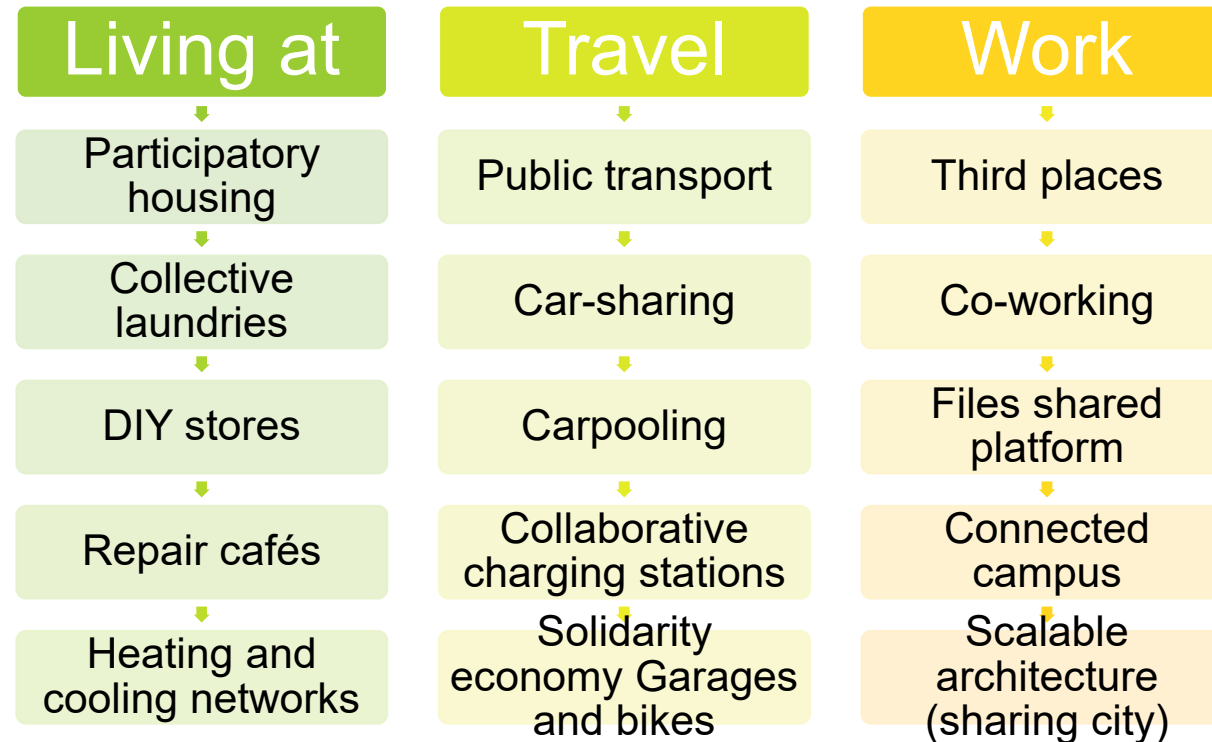 Living at
Participatory
housing
Collective
laundries
DIY stores
Repair cafés
Heating and
cooling networks
Travel
Public transport
Car-sharing
Carpooling
Collaborative
charging stations
Solidarity
economy Garages
and bikes
Work
Third places
Co-working
Files shared
platform
Connected
campus
Scalable
architecture
(sharing city)